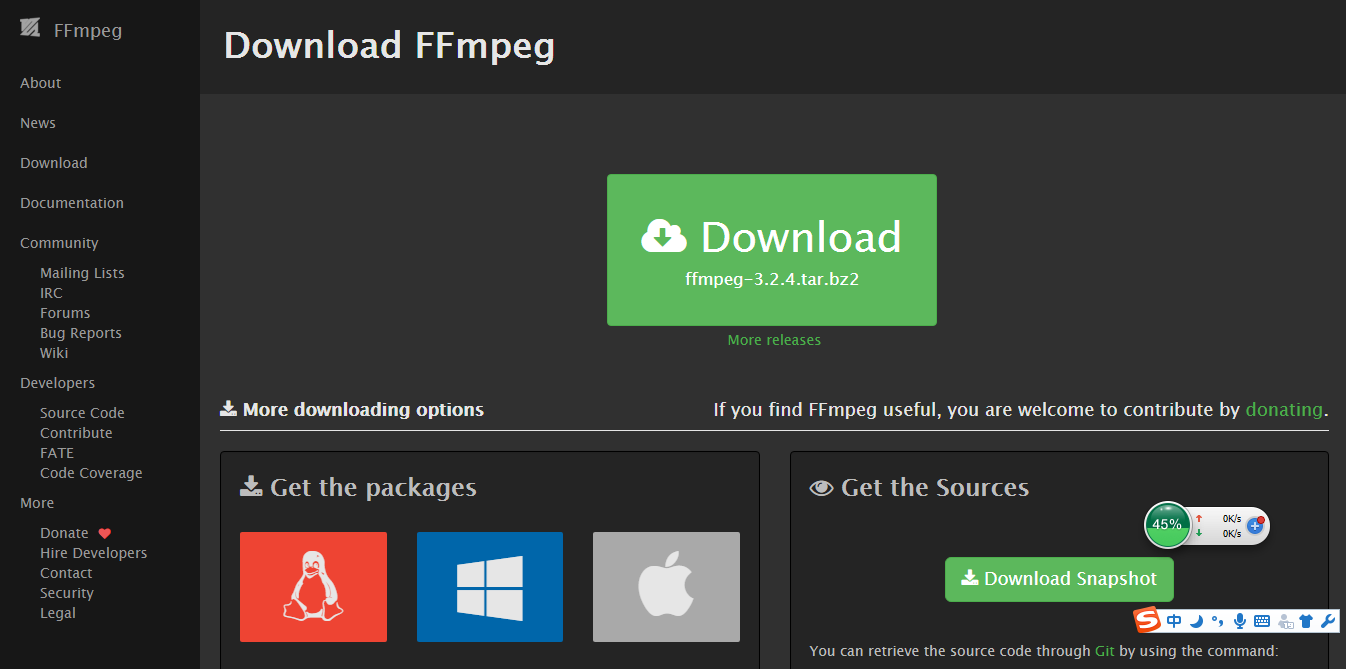 FFmpeg
About
News
Download
Documentation
Community
Mailing Lists
IRC
Forums
Bug Reports
Wiki
Developers
Source Code
Contribute
FATE
Code Coverage
More
Donate
Hire Developers
Contact
Security
Legal
Download FFmpeg
Download
ffmpeg-3.2.4.tar.bz2
More releases
More downloading options
If you find FFmpeg useful, you are welcome to contribute by donating.
Get the packages
Get the Sources
45%
0K/s
0K/s
Download Snapshot
S 中
You can retrieve the source code through Git by using the command: